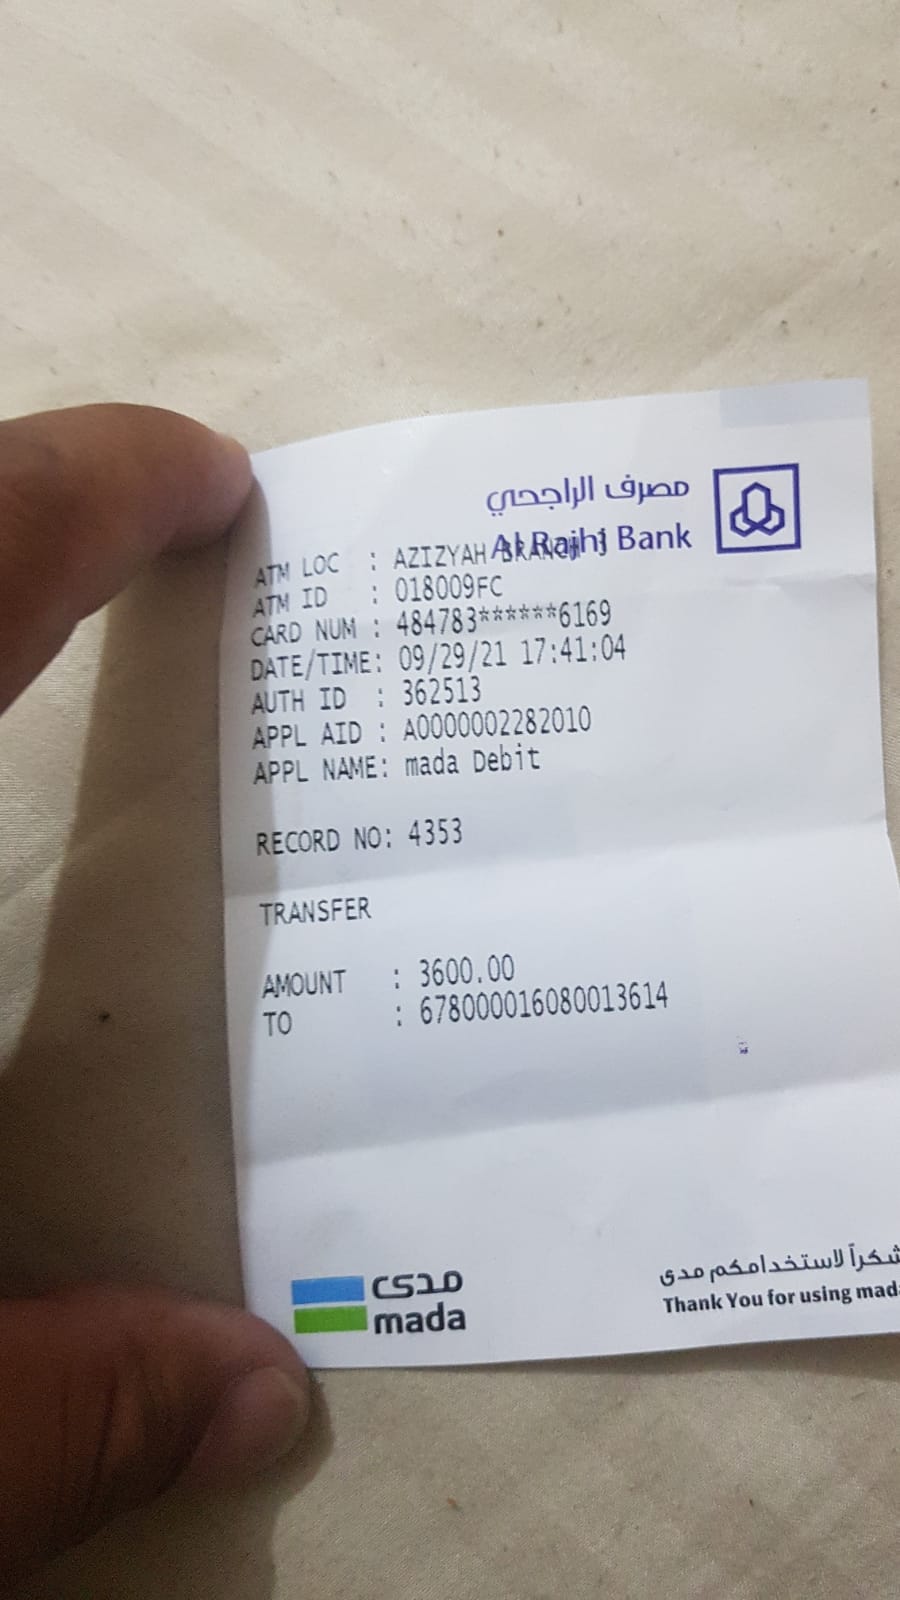 مصرف الراجحي
Al Rajhi Bank
ATM LOC : AZIZYAH BRANCH
ATM ID : 018009FC
CARD NUM : 484783******6169
DATE/TIME: 09/29/21 17:41:04
AUTH ID : 362513
APPL AID : A0000002282010
APPL NAME: mada Debit
RECORD NO: 4353
TRANSFER
AMOUNT : 3600.00
TO : 678000016080013614
مدى
mada
شكراً لاستخدامكم مدى
Thank You for using mada